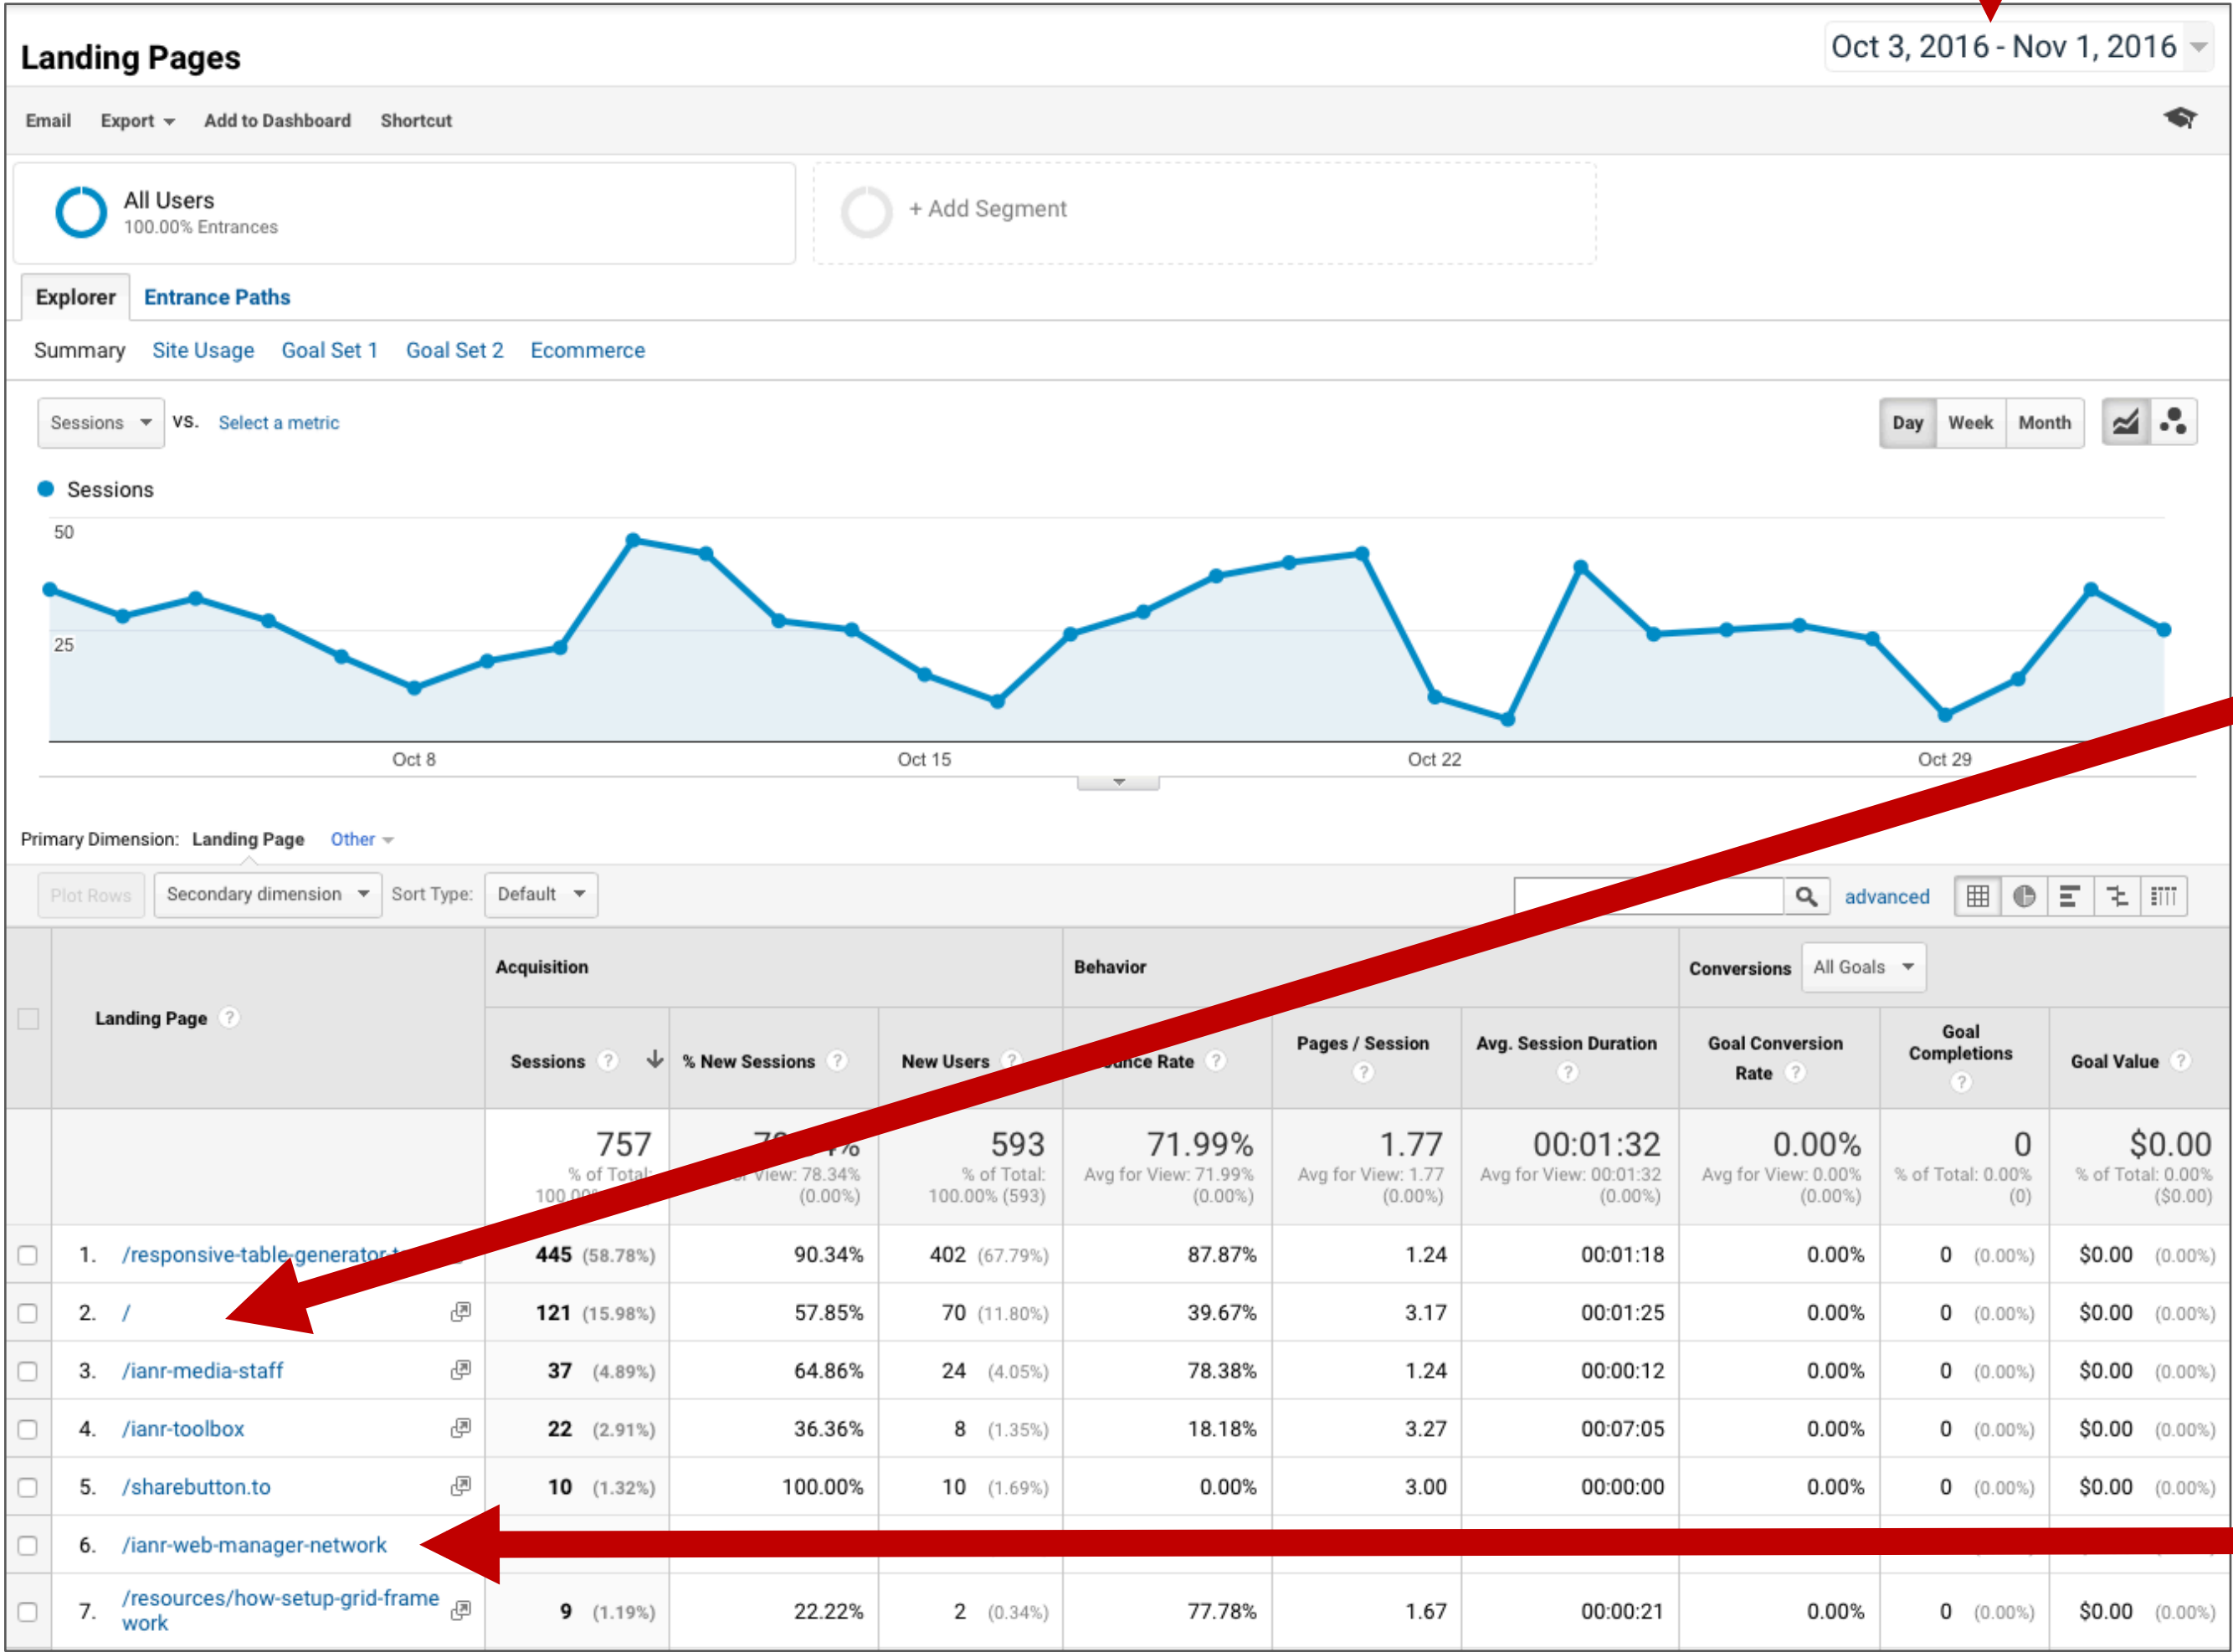 Landing Pages
Oct 3, 2016 - Nov 1, 2016
Email Export Add to Dashboard Shortcut
All Users
100.00% Entrances
+ Add Segment
Explorer Entrance Paths
Summary Site Usage Goal Set 1 Goal Set 2 Ecommerce
Sessions VS. Select a metric
Day Week Month
Sessions
50
25
Oct 8 Oct 15 Oct 22 Oct 29
Primary Dimension: Landing Page Other
Plot Rows Secondary dimension Sort Type: Default
advanced
Acquisition Behavior Conversions All Goals
Landing Page ?
Sessions ? % New Sessions ? New Users ? Rate ? Pages / Session ? Avg. Session Duration ? Goal Conversion Rate ? Goal Completions ? Goal Value ?
757 593 71.99% 1.77 00:01:32 0.00% 0 $0.00
% of Total: View: 78.34% % of Total: Avg for View: 71.99% Avg for View: 1.77 Avg for View: 00:01:32 Avg for View: 0.00% % of Total: 0.00% % of Total: 0.00%
(0.00%) 100.00% (593) (0.00%) (0.00%) (0.00%) (0.00%) (0) ($0.00)
1. /responsive-table-generator 445 (58.78%) 90.34% 402 (67.79%) 87.87% 1.24 00:01:18 0.00% 0 (0.00%) $0.00 (0.00%)
2. / 121 (15.98%) 57.85% 70 (11.80%) 39.67% 3.17 00:01:25 0.00% 0 (0.00%) $0.00 (0.00%)
3. /ianr-media-staff 37 (4.89%) 64.86% 24 (4.05%) 78.38% 1.24 00:00:12 0.00% 0 (0.00%) $0.00 (0.00%)
4. /ianr-toolbox 22 (2.91%) 36.36% 8 (1.35%) 18.18% 3.27 00:07:05 0.00% 0 (0.00%) $0.00 (0.00%)
5. /sharebutton.to 10 (1.32%) 100.00% 10 (1.69%) 0.00% 3.00 00:00:00 0.00% 0 (0.00%) $0.00 (0.00%)
6. /ianr-web-manager-network
7. /resources/how-setup-grid-frame
work 9 (1.19%) 22.22% 2 (0.34%) 77.78% 1.67 00:00:21 0.00% 0 (0.00%) $0.00 (0.00%)